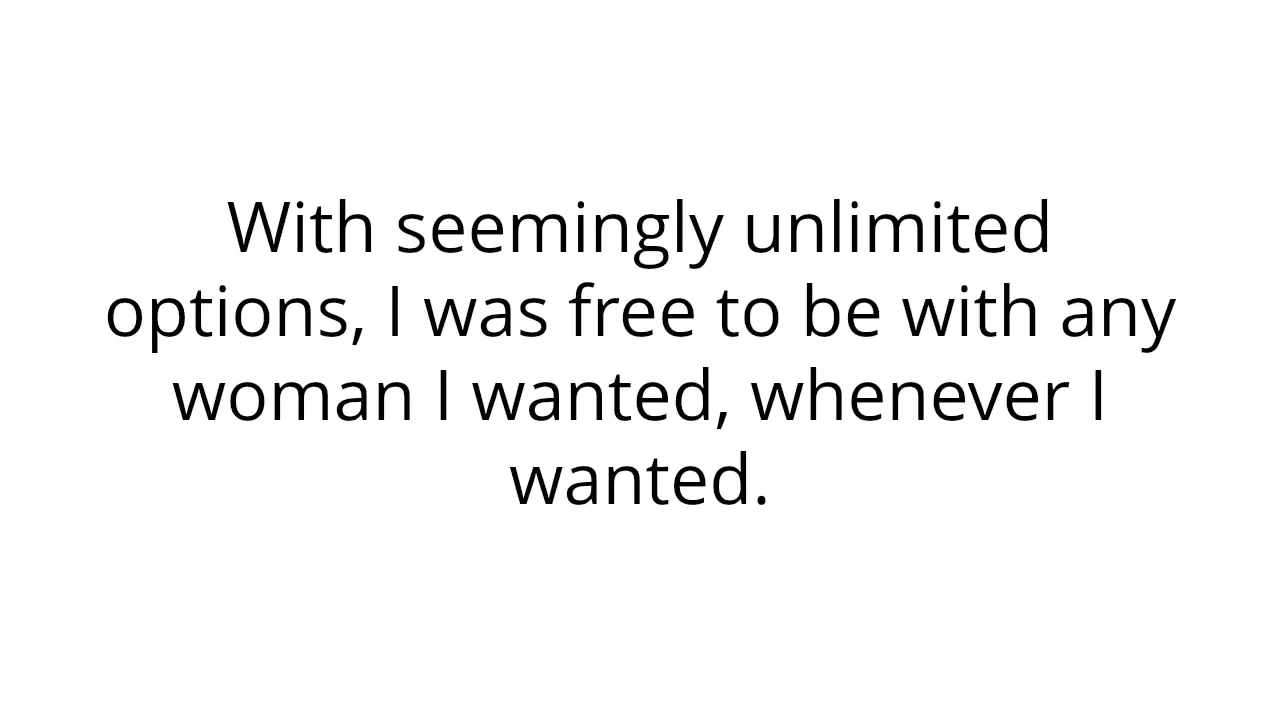 With seemingly unlimited
options, I was free to be with any
woman I wanted, whenever I
wanted.